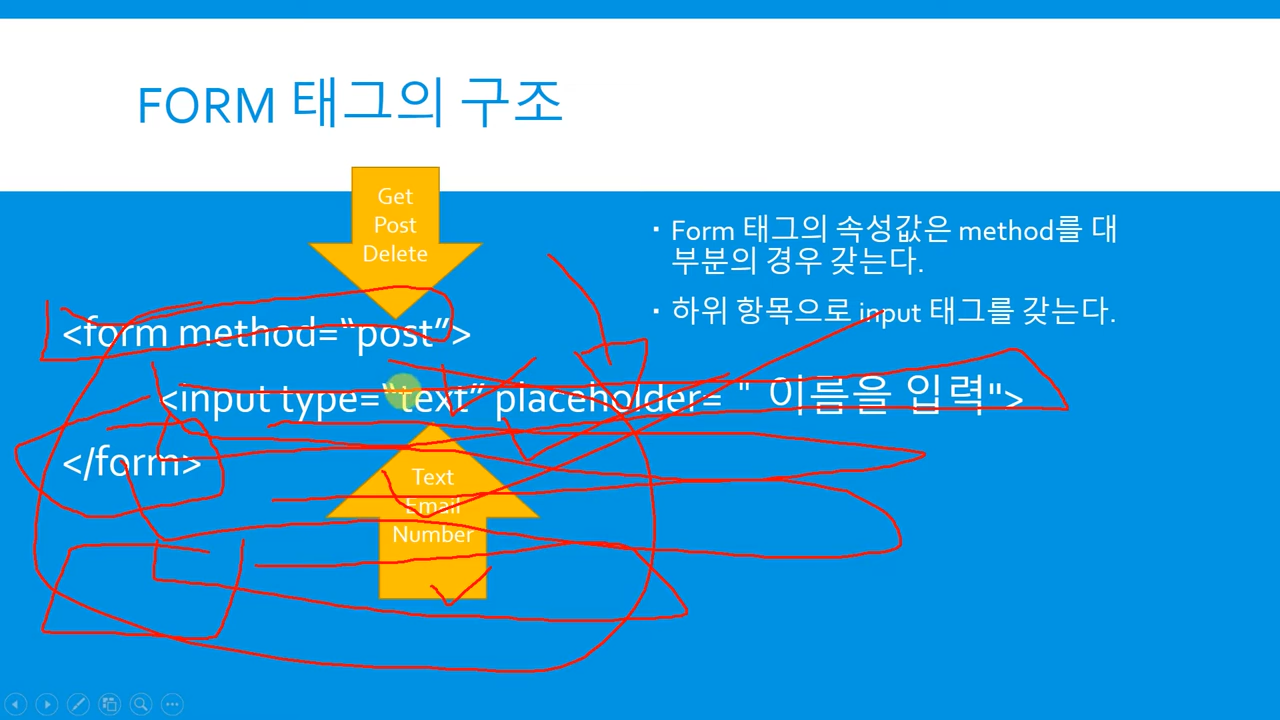 FORM 태그의 구조
Get
Post
Delete
Form 태그의 속성값은 method를 대
부분의 경우 갖는다.
하위 항목으로 input 태그를 갖는다.
<form method=“post”>
<input type=“text” placeholder= " 이름을 입력">
</form>
Text
Email
Number